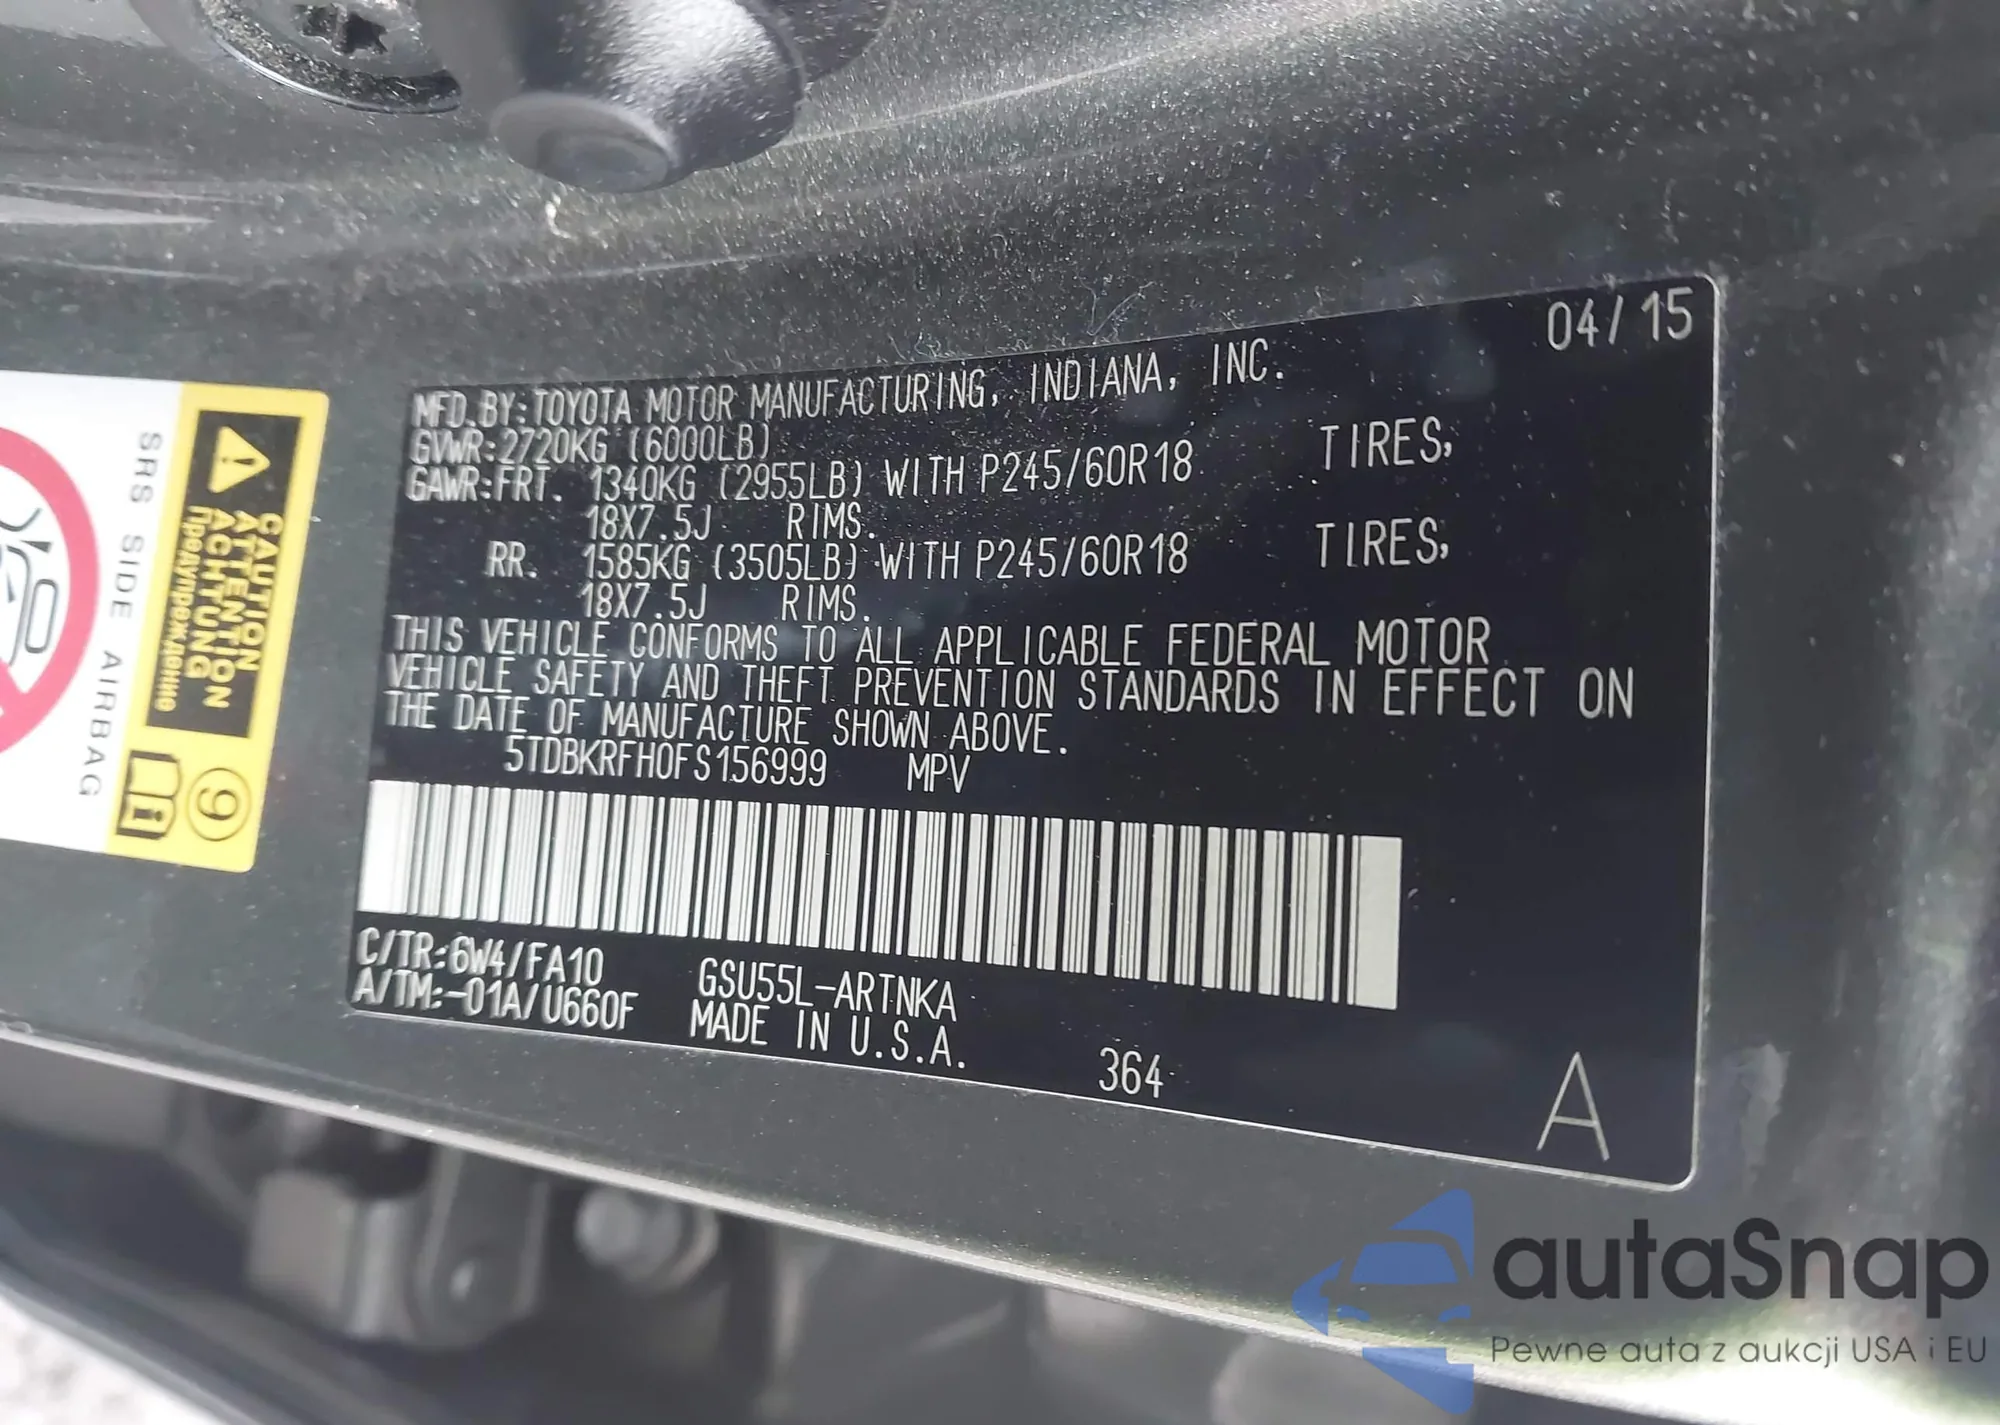 04/15
MFD.BY:TOYOTA MOTOR MANUFACTURING, INDIANA, INC.
GVWR:2720KG (6000LB)
GAWR:FRT. 1340KG (2955LB) WITH P245/60R18 TIRES,
18X7.5J RIMS.
RR. 1585KG (3505LB) WITH P245/60R18 TIRES,
18X7.5J RIMS.
THIS VEHICLE CONFORMS TO ALL APPLICABLE FEDERAL MOTOR
VEHICLE SAFETY AND THEFT PREVENTION STANDARDS IN EFFECT ON
THE DATE OF MANUFACTURE SHOWN ABOVE.
5TDBKRFH0FS156999 MPV
C/TR:6W4/FA10
A/TM:-01A/U660F
GSU55L-ARTNKA
MADE IN U.S.A.
364
A
CAUTION
ATTENTION
ACHTUNG
Предупреждение
SRS SIDE AIRBAG
9
autaSnap
Pewne auta z aukcji USA i EU